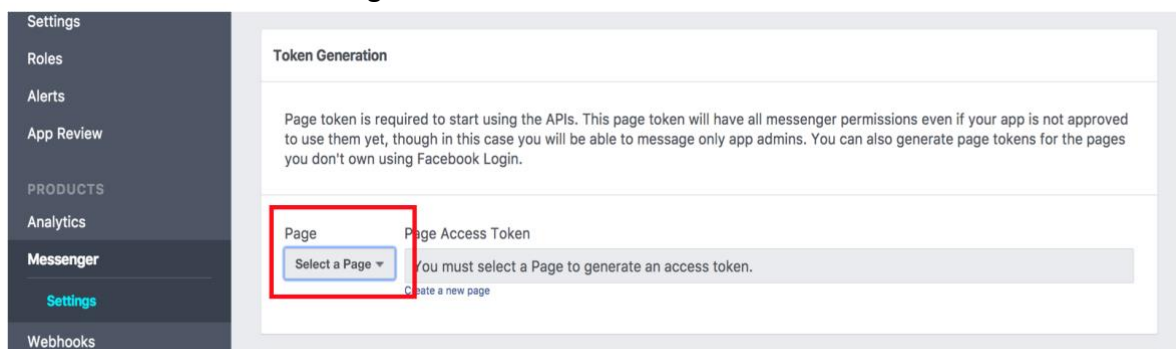 Settings
Roles
Alerts
App Review
PRODUCTS
Analytics
Messenger
Settings
Webhooks
Token Generation
Page token is required to start using the APIs. This page token will have all messenger permissions even if your app is not approved
to use them yet, though in this case you will be able to message only app admins. You can also generate page tokens for the pages
you don't own using Facebook Login.
Page Page Access Token
Select a Page You must select a Page to generate an access token.
Create a new page